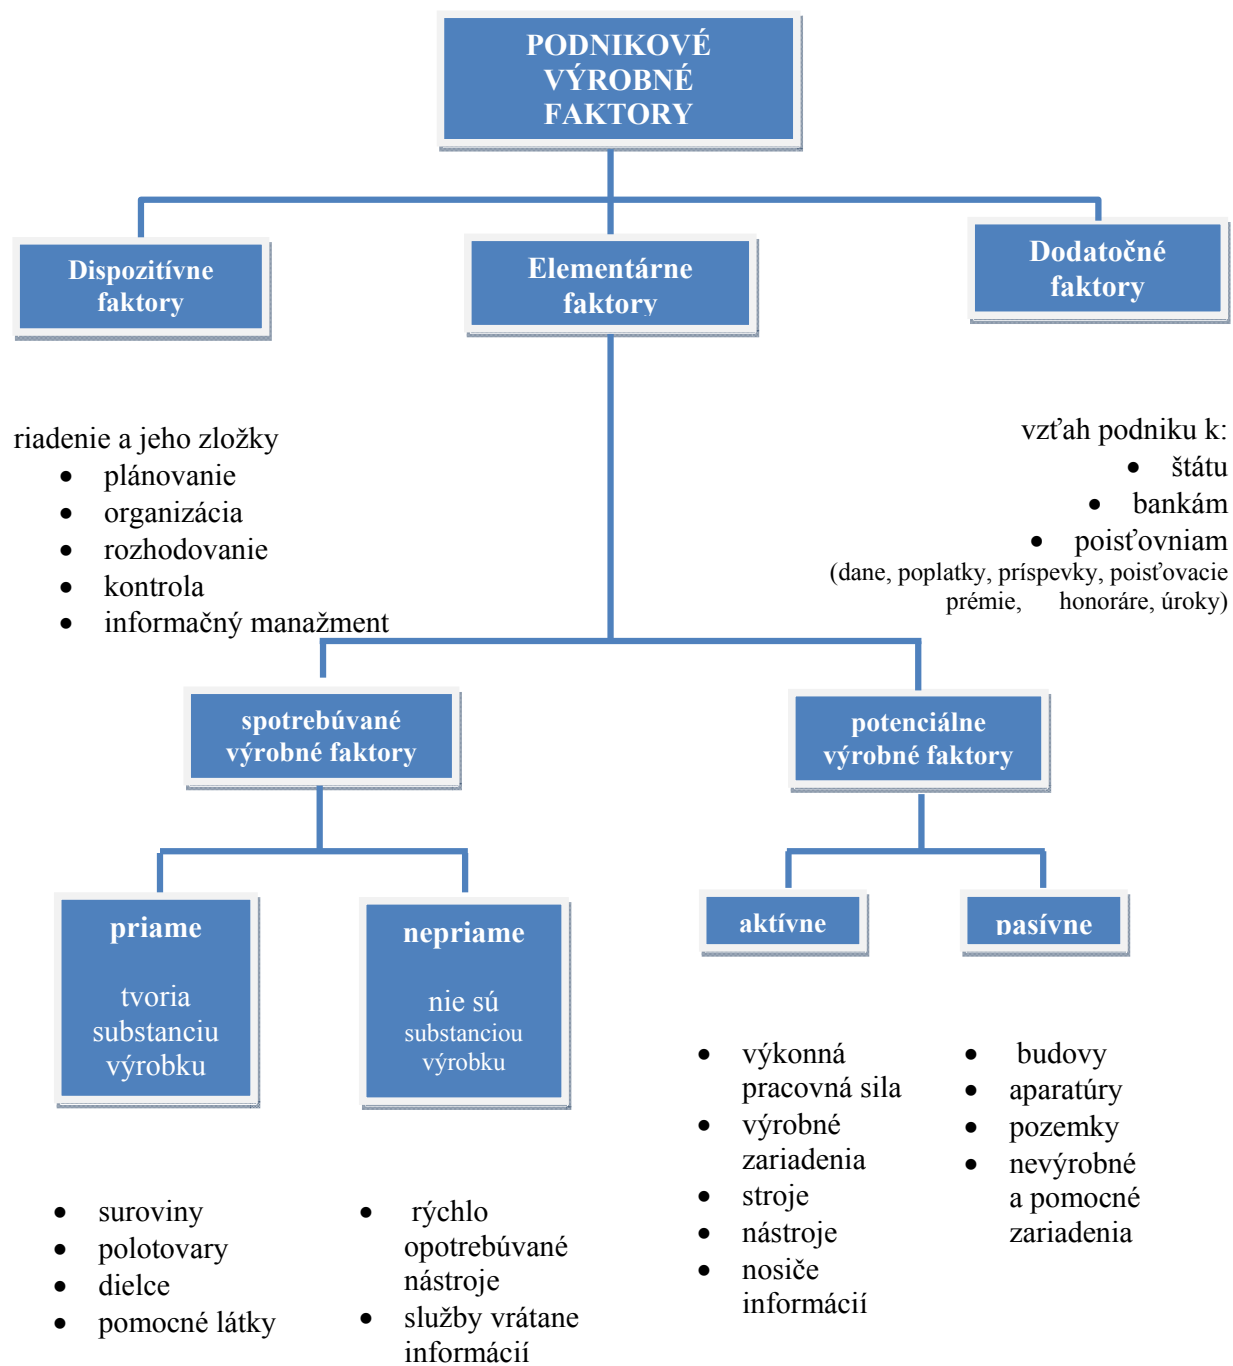 PODNIKOVÉ
VÝROBNÉ
FAKTORY
Dispozitívne
faktory
Elementárne
faktory
Dodatočné
faktory
riadenie a jeho zložky
• plánovanie
• organizácia
• rozhodovanie
• kontrola
• informačný manažment
vzťah podniku k:
• štátu
• bankám
• poisťovniam
(dane, poplatky, príspevky, poisťovacie
prémie, honoráre, úroky)
spotrebúvané
výrobné faktory
potenciálne
výrobné faktory
priame
tvoria
substanciu
výrobku
nepriame
nie sú
substanciou
výrobku
aktívne
pasívne
• suroviny
• polotovary
• dielce
• pomocné látky
• rýchlo
opotrebúvané
nástroje
• služby vrátane
informácií
• výkonná
pracovná sila
• výrobné
zariadenia
• stroje
• nástroje
• nosiče
informácií
• budovy
• aparatúry
• pozemky
• nevýrobné
a pomocné
zariadenia